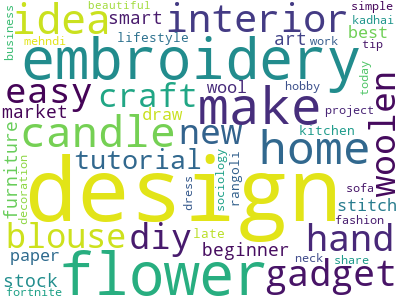 beautiful
simple
business
idea
smart
interior
kadhai
mehndi
lifestyle
art
work
best
embroidery
tip
easy
craft
wool
make
hobby
today
woolen
market
draw
project
candle
new
home
kitchen
furniture
decoration
tutorial
dress
sociology
rangoli
sofa
design
stitch
fashion
blouse
diy
late
beginner
hand
paper
neck
share
stock
fortnite
flower
gadget